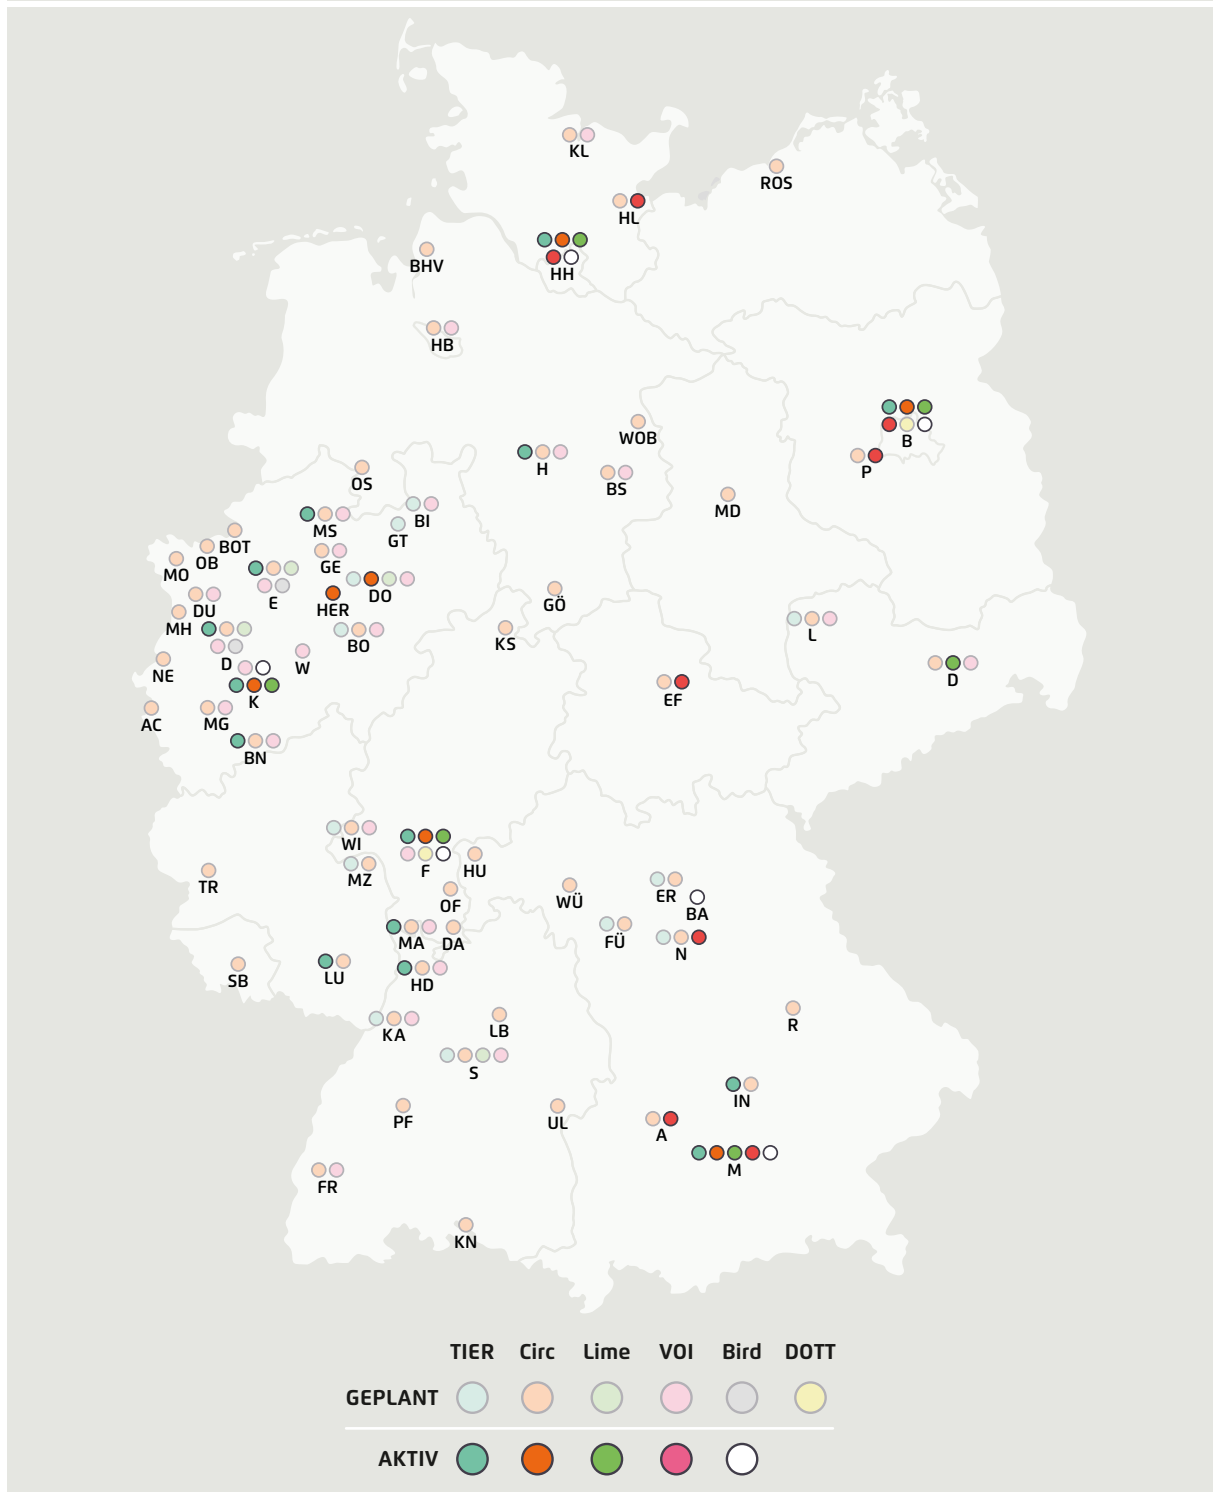 KL
ROS
HL
HH
BHV
HB
B
WOB
H
P
BS
OS
MD
BI
MS
GT
BOT
OB
GE
MO
E
DO
HER
GÖ
DU
MH
BO
L
KS
D
W
NE
D
K
EF
AC
MG
BN
WI
F
HU
MZ
TR
ER
WÜ
OF
BA
MA
DA
FÜ
N
SB
LU
HD
R
LB
KA
S
IN
PF
UL
A
M
FR
KN
TIER Circ Lime VOI Bird DOTT
GEPLANT
AKTIV